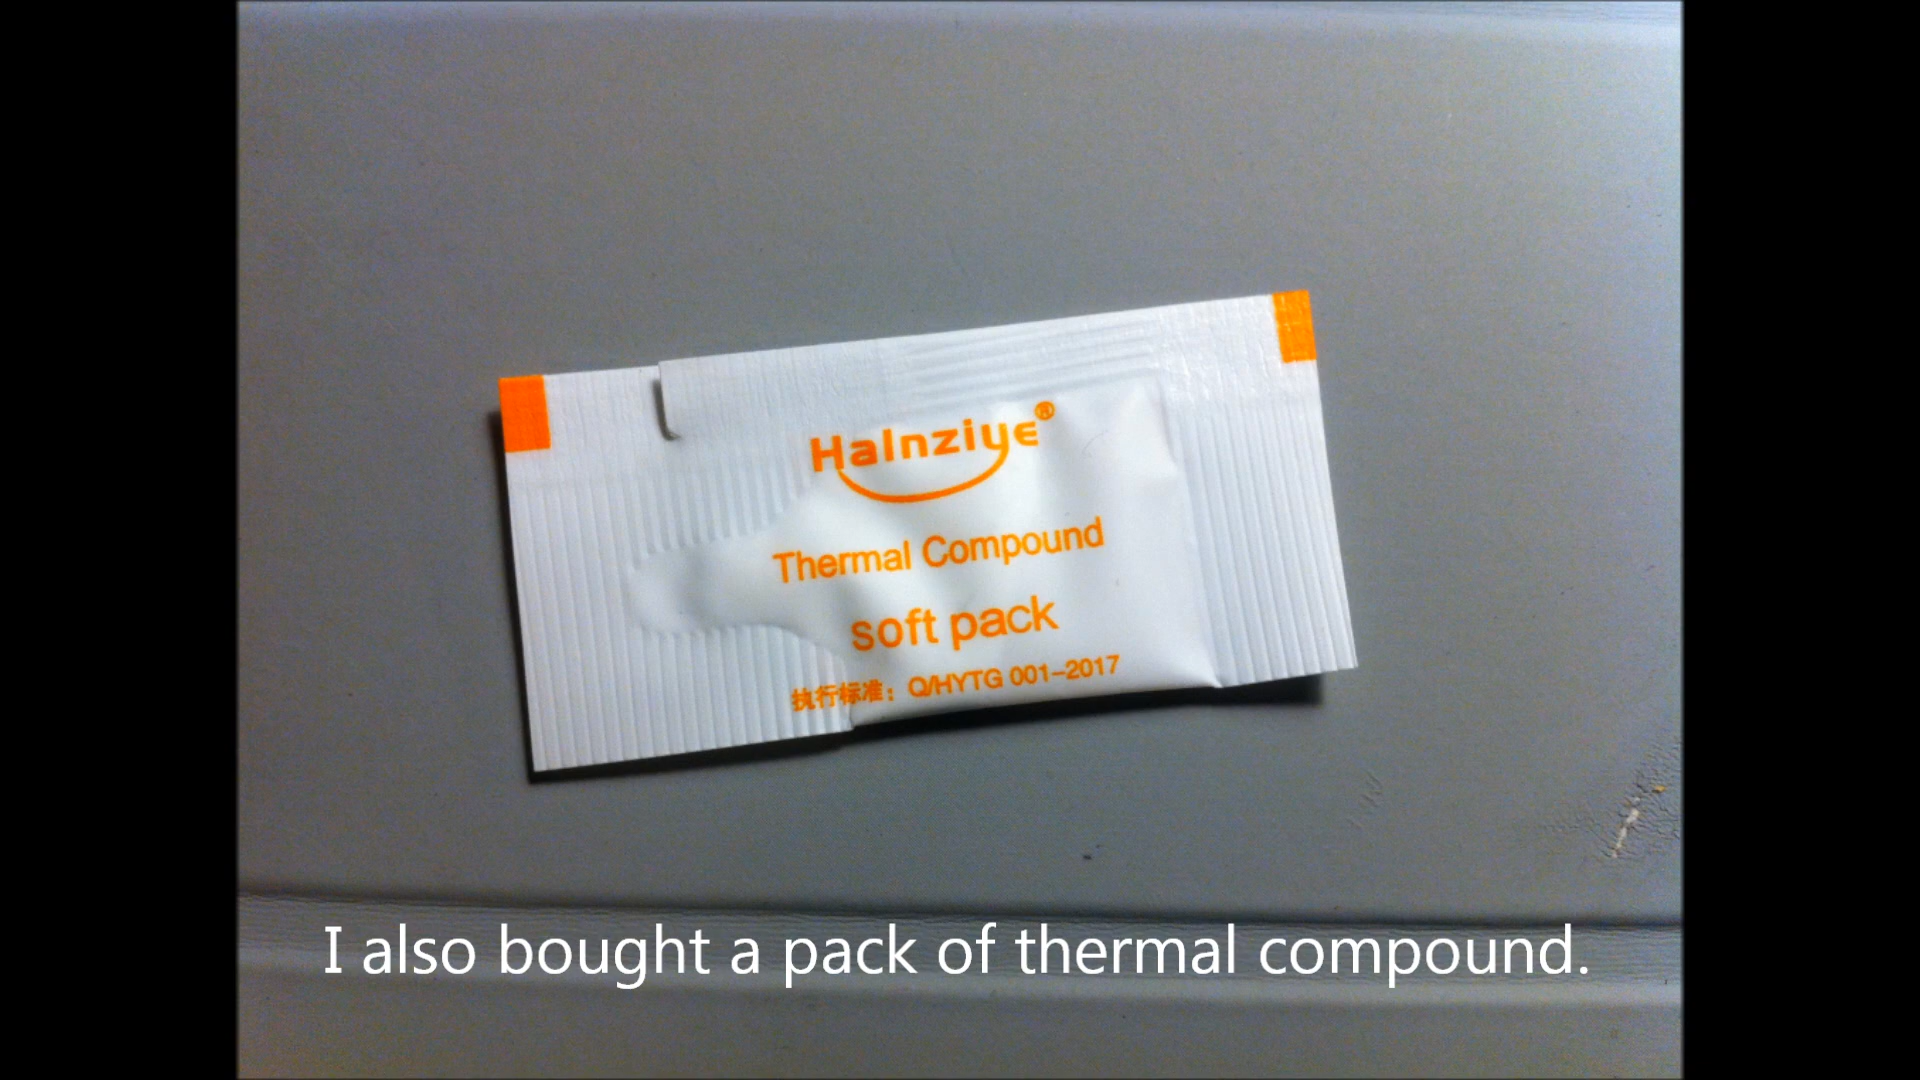 Halnziye®
Thermal Compound
soft pack
执行标准：Q/HYTG 001-2017
I also bought a pack of thermal compound.